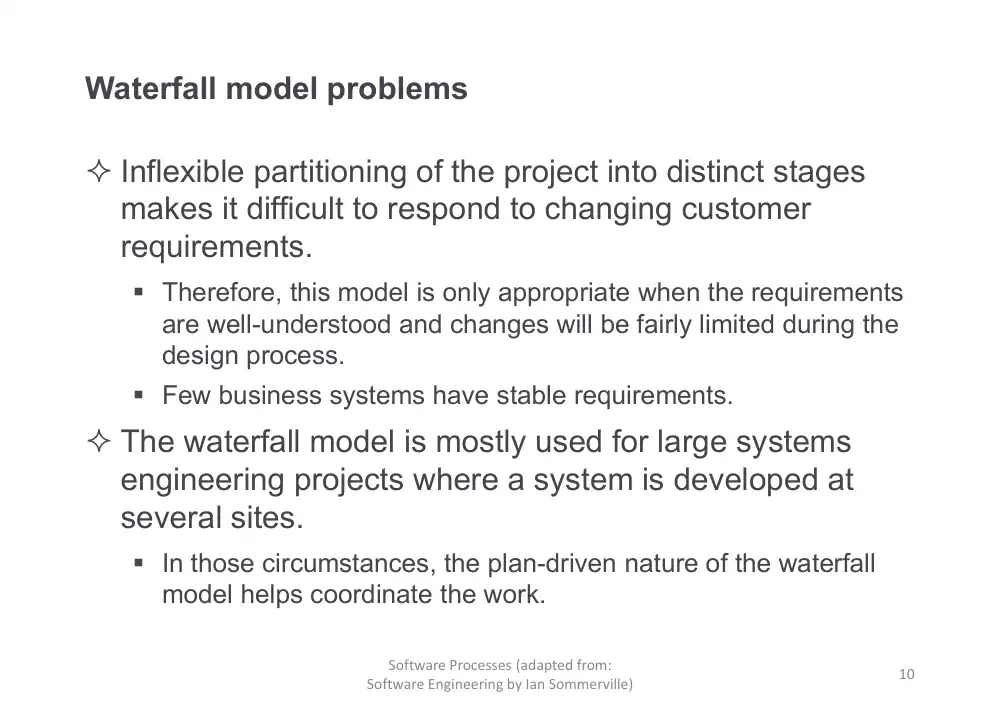 Waterfall model problems
✧ Inflexible partitioning of the project into distinct stages
makes it difficult to respond to changing customer
requirements.
▪ Therefore, this model is only appropriate when the requirements
are well-understood and changes will be fairly limited during the
design process.
▪ Few business systems have stable requirements.
✧ The waterfall model is mostly used for large systems
engineering projects where a system is developed at
several sites.
▪ In those circumstances, the plan-driven nature of the waterfall
model helps coordinate the work.
Software Processes (adapted from:
Software Engineering by Ian Sommerville)
10